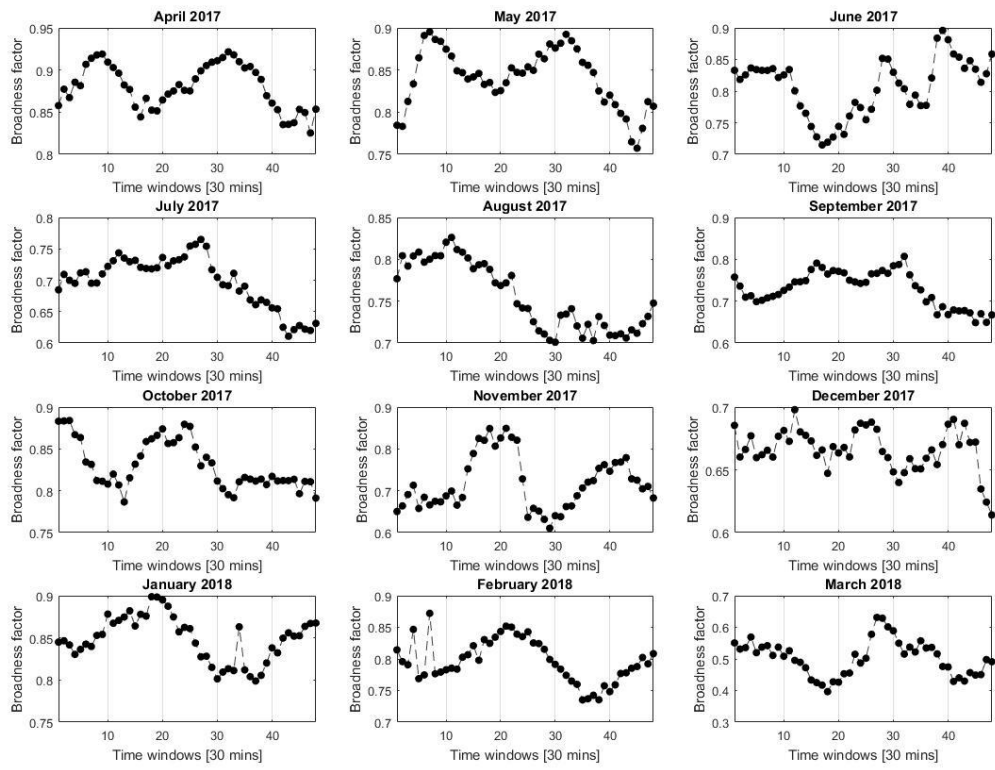 April 2017
May 2017
June 2017
Broadness factor
0.95
0.9
0.85
0.8
10
20
30
40
Time windows [30 mins]
Broadness factor
0.9
0.85
0.8
0.75
10
20
30
40
Time windows [30 mins]
Broadness factor
0.9
0.85
0.8
0.75
0.7
10
20
30
40
Time windows [30 mins]
July 2017
August 2017
September 2017
Broadness factor
0.8
0.75
0.7
0.65
0.6
10
20
30
40
Time windows [30 mins]
Broadness factor
0.85
0.8
0.75
0.7
10
20
30
40
Time windows [30 mins]
Broadness factor
0.9
0.8
0.7
0.6
10
20
30
40
Time windows [30 mins]
October 2017
November 2017
December 2017
Broadness factor
0.9
0.85
0.8
0.75
10
20
30
40
Time windows [30 mins]
Broadness factor
0.9
0.8
0.7
0.6
10
20
30
40
Time windows [30 mins]
Broadness factor
0.7
0.65
0.6
10
20
30
40
Time windows [30 mins]
January 2018
February 2018
March 2018
Broadness factor
0.9
0.85
0.8
0.75
10
20
30
40
Time windows [30 mins]
Broadness factor
0.9
0.85
0.8
0.75
0.7
10
20
30
40
Time windows [30 mins]
Broadness factor
0.7
0.6
0.5
0.4
0.3
10
20
30
40
Time windows [30 mins]